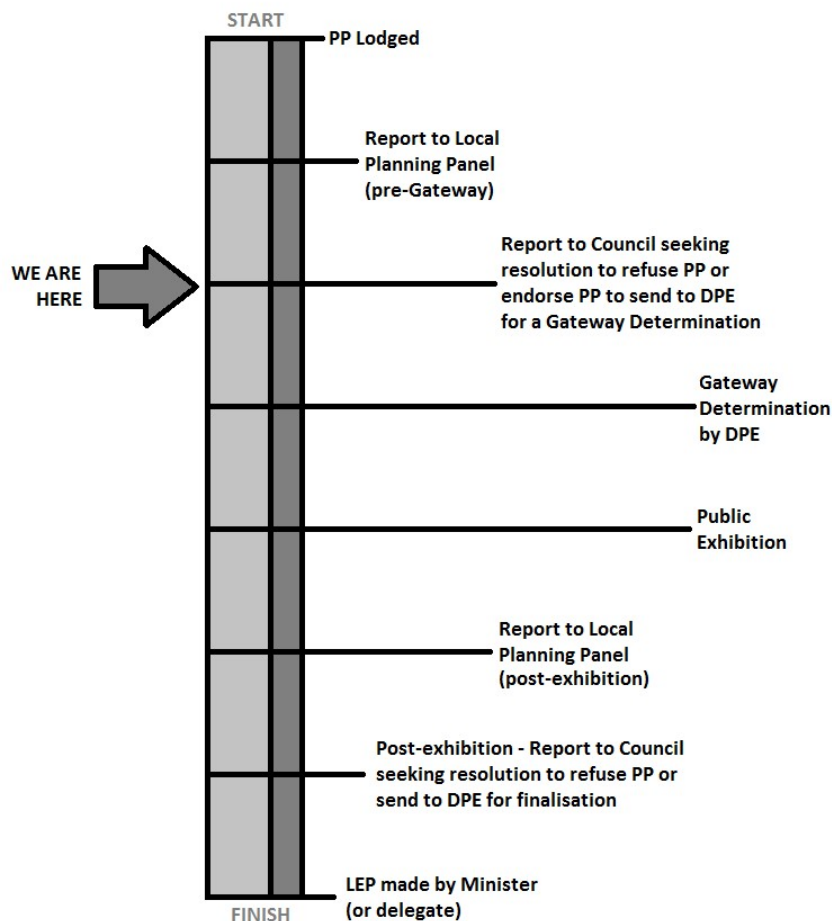 START
PP Lodged
Report to Local
Planning Panel
(pre-Gateway)
WE ARE
HERE
Report to Council seeking
resolution to refuse PP or
endorse PP to send to DPE
for a Gateway Determination
Gateway
Determination
by DPE
Public
Exhibition
Report to Local
Planning Panel
(post-exhibition)
Post-exhibition - Report to Council
seeking resolution to refuse PP or
send to DPE for finalisation
LEP made by Minister
(or delegate)
FINISH